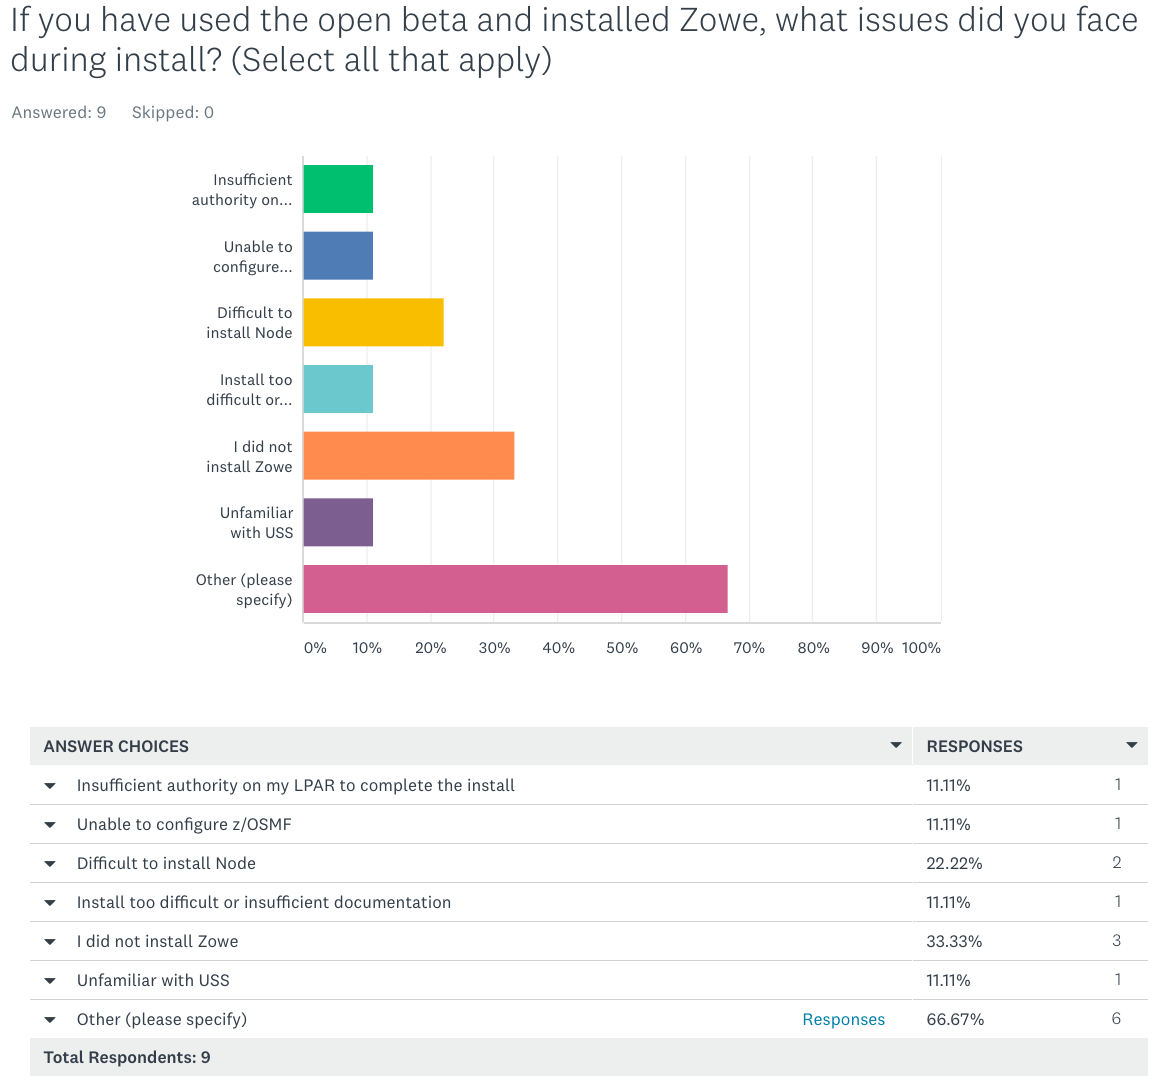 If you have used the open beta and installed Zowe, what issues did you face
during install? (Select all that apply)
Answered: 9 Skipped: 0
Insufficient
authority on...
Unable to
configure...
Difficult to
install Node
Install too
difficult or...
I did not
install Zowe
Unfamiliar
with USS
Other (please
specify)
0% 10% 20% 30% 40% 50% 60% 70% 80% 90% 100%
ANSWER CHOICES RESPONSES
Insufficient authority on my LPAR to complete the install 11.11% 1
Unable to configure z/OSMF 11.11% 1
Difficult to install Node 22.22% 2
Install too difficult or insufficient documentation 11.11% 1
I did not install Zowe 33.33% 3
Unfamiliar with USS 11.11% 1
Other (please specify) Responses 66.67% 6
Total Respondents: 9